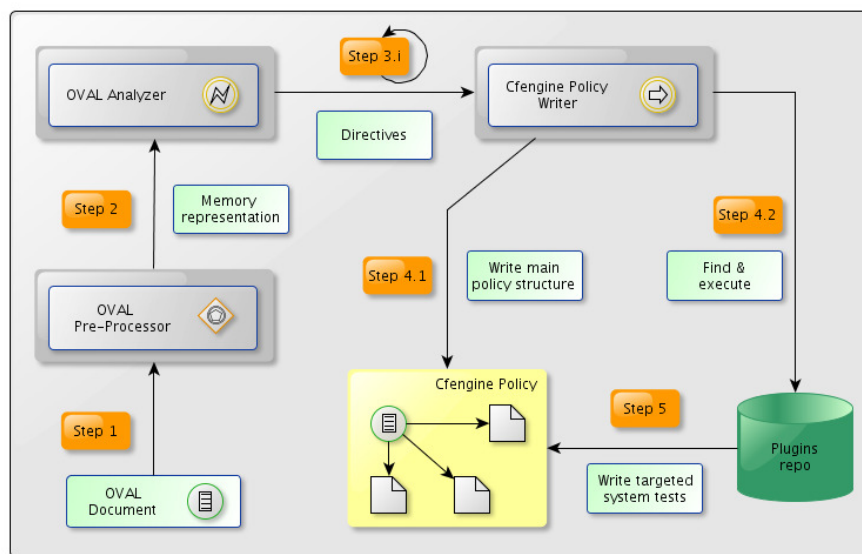 Step 3.i
OVAL Analyzer
Cfengine Policy
Writer
Directives
Step 2
Memory
representation
Step 4.2
Step 4.1
Write main
policy structure
Find &
execute
OVAL
Pre-Processor
Cfengine Policy
Step 5
Step 1
Plugins
repo
Write targeted
system tests
OVAL
Document